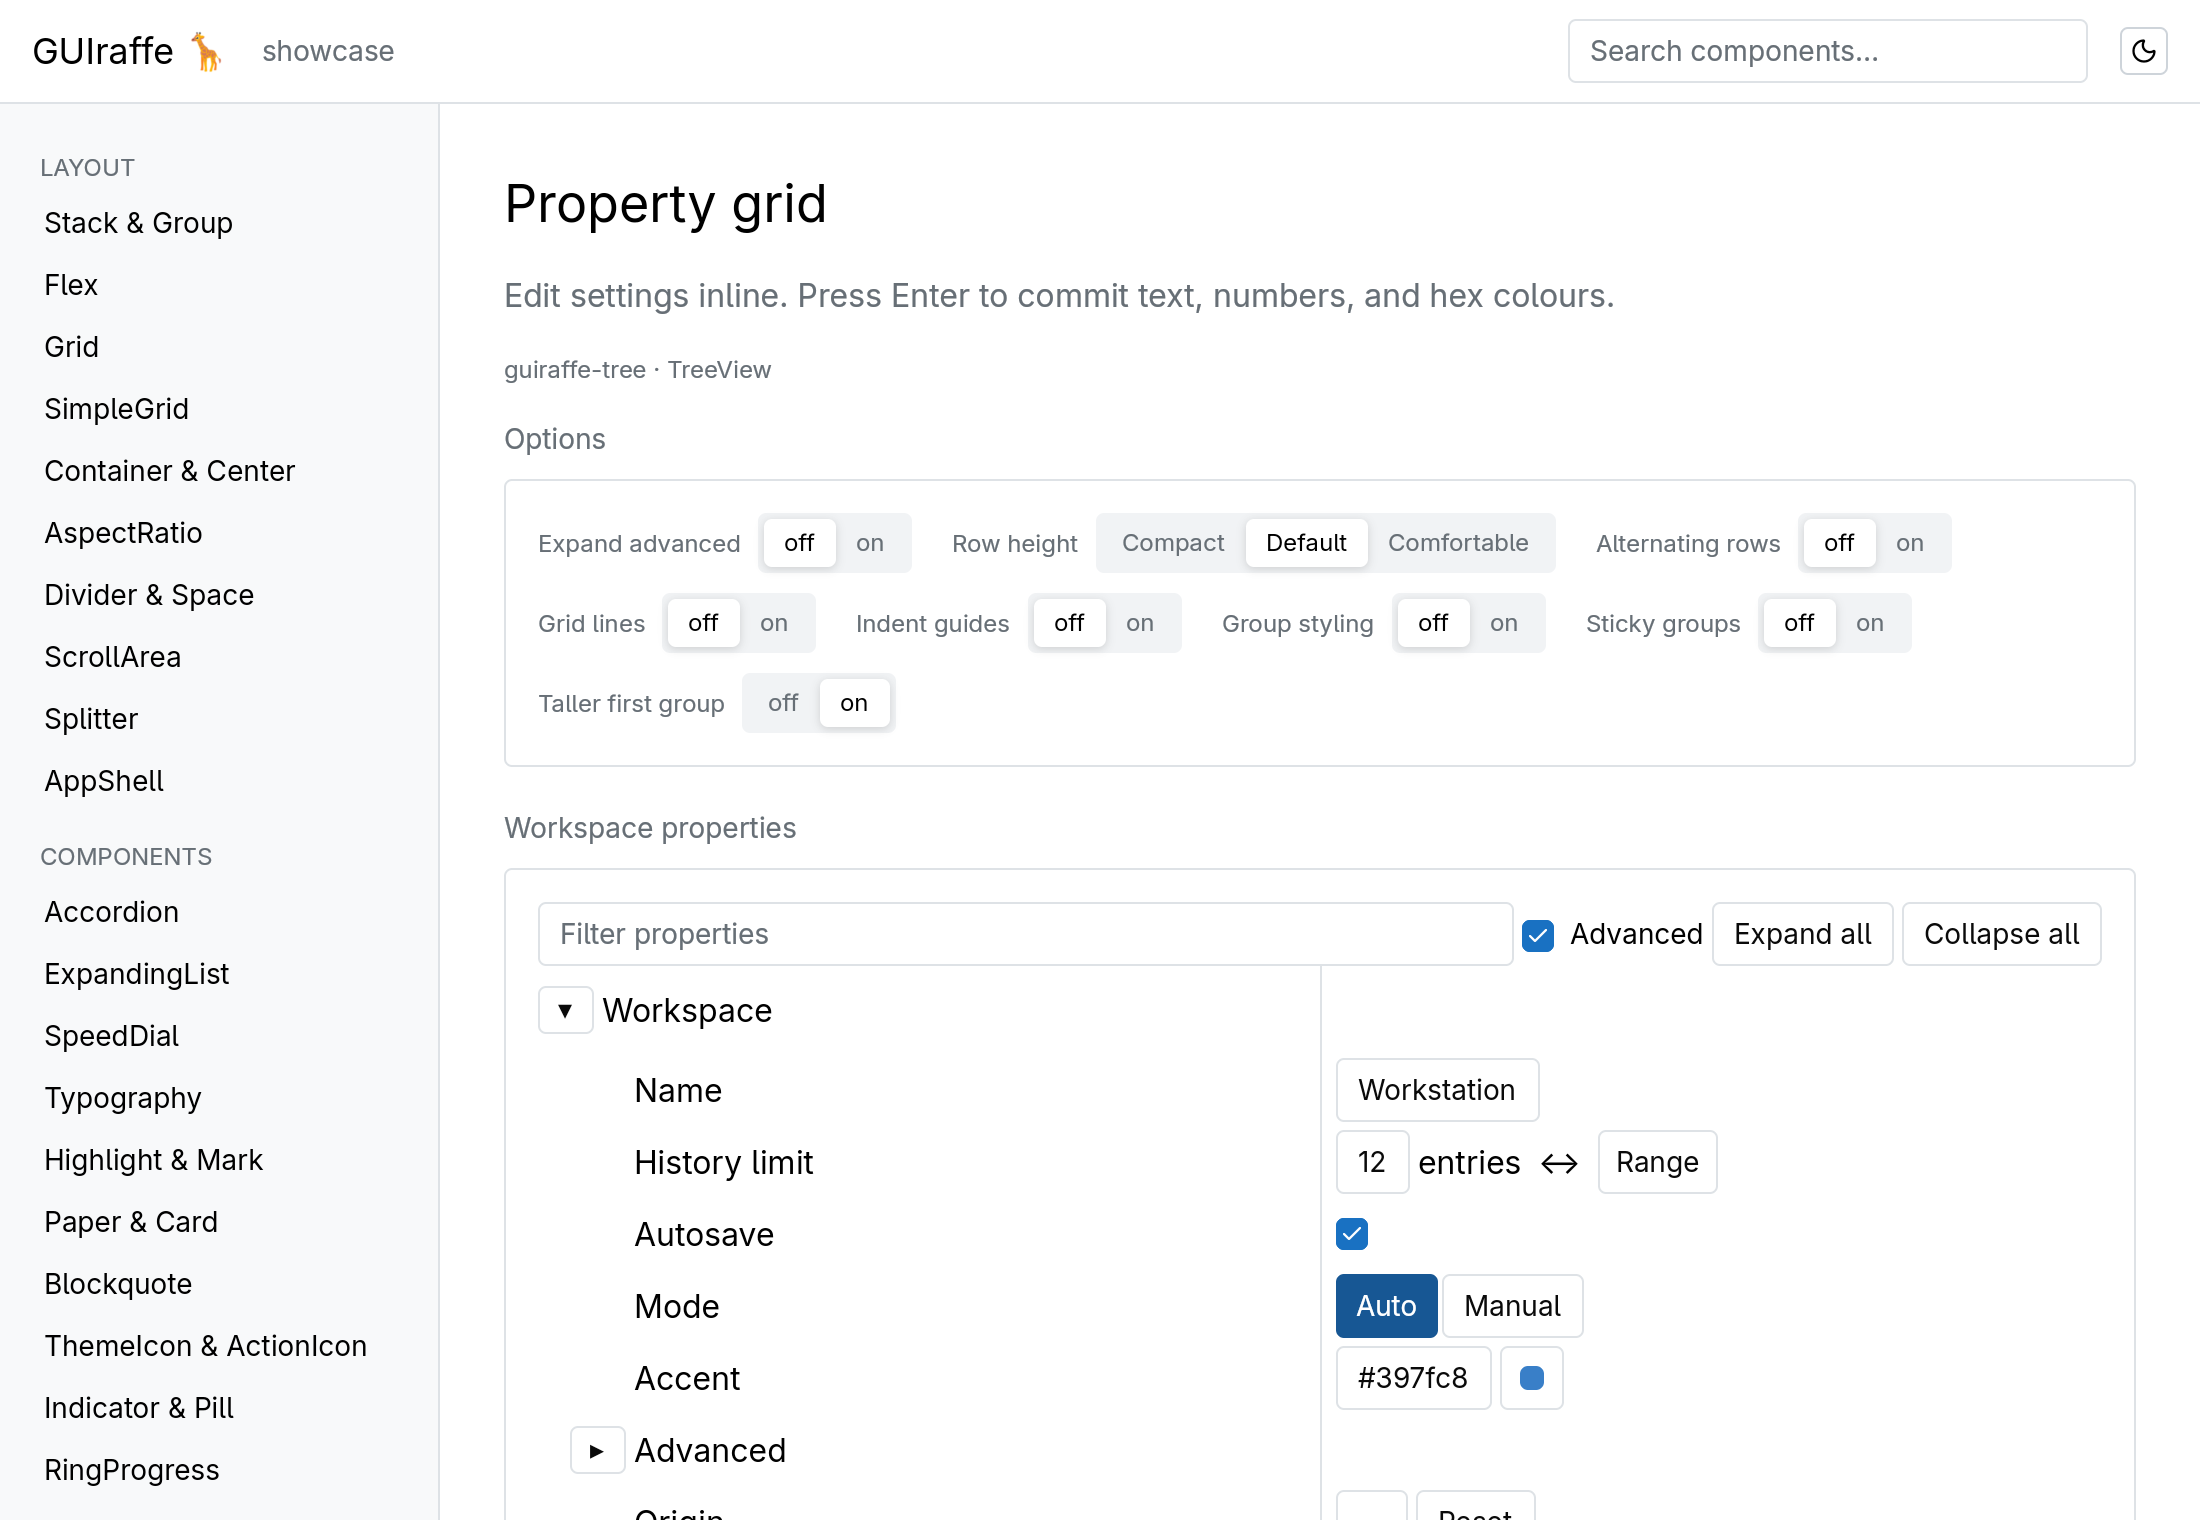 GUIraffe 🦒 showcase Search components...
LAYOUT
Stack & Group
Flex
Grid
SimpleGrid
Container & Center
AspectRatio
Divider & Space
ScrollArea
Splitter
AppShell
COMPONENTS
Accordion
ExpandingList
SpeedDial
Typography
Highlight & Mark
Paper & Card
Blockquote
ThemeIcon & ActionIcon
Indicator & Pill
RingProgress
Property grid
Edit settings inline. Press Enter to commit text, numbers, and hex colours.
guiraffe-tree · TreeView
Options
Expand advanced off on Row height Compact Default Comfortable Alternating rows off on
Grid lines off on Indent guides off on Group styling off on Sticky groups off on
Taller first group off on
Workspace properties
Filter properties Advanced Expand all Collapse all
▼ Workspace
Name Workstation
History limit 12 entries ↔ Range
Autosave
Mode Auto Manual
Accent #397fc8
▶ Advanced
Origin Reset